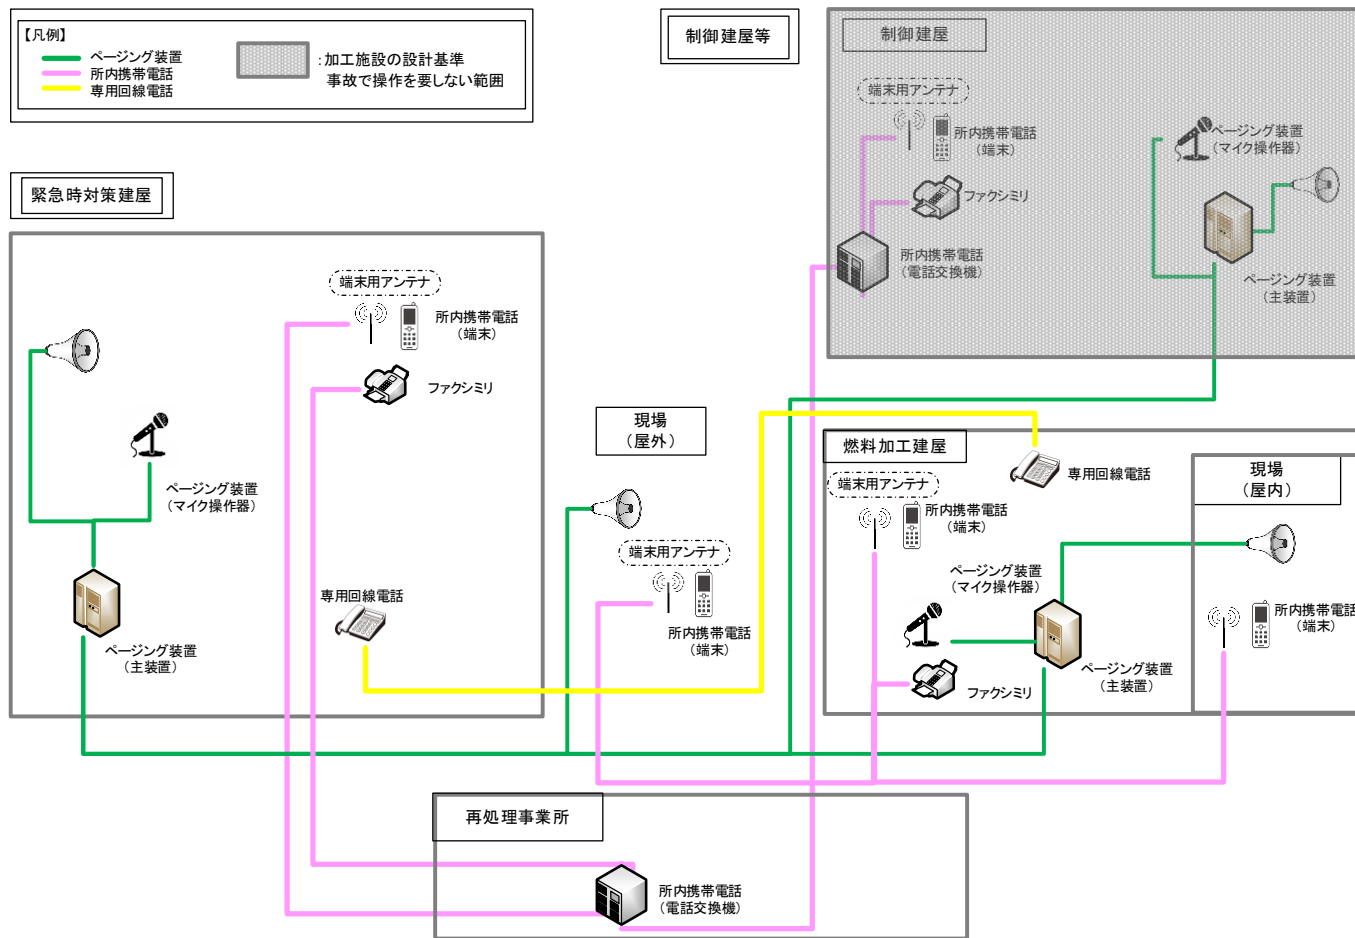 【凡例】
ページング装置
所内携帯電話
専用回線電話
:加工施設の設計基準
事故で操作を要しない範囲
制御建屋等
制御建屋
端末用アンテナ
所内携帯電話
（端末）
ファクシミリ
所内携帯電話
（電話交換機）
ページング装置
（マイク操作器）
ページング装置
（主装置）
緊急時対策建屋
端末用アンテナ
所内携帯電話
（端末）
ファクシミリ
ページング装置
（マイク操作器）
専用回線電話
ページング装置
（主装置）
現場
（屋外）
端末用アンテナ
所内携帯電話
（端末）
燃料加工建屋
専用回線電話
現場
（屋内）
端末用アンテナ
所内携帯電話
（端末）
ページング装置
（マイク操作器）
ページング装置
（主装置）
ファクシミリ
所内携帯電話
（端末）
再処理事業所
所内携帯電話
（電話交換機）